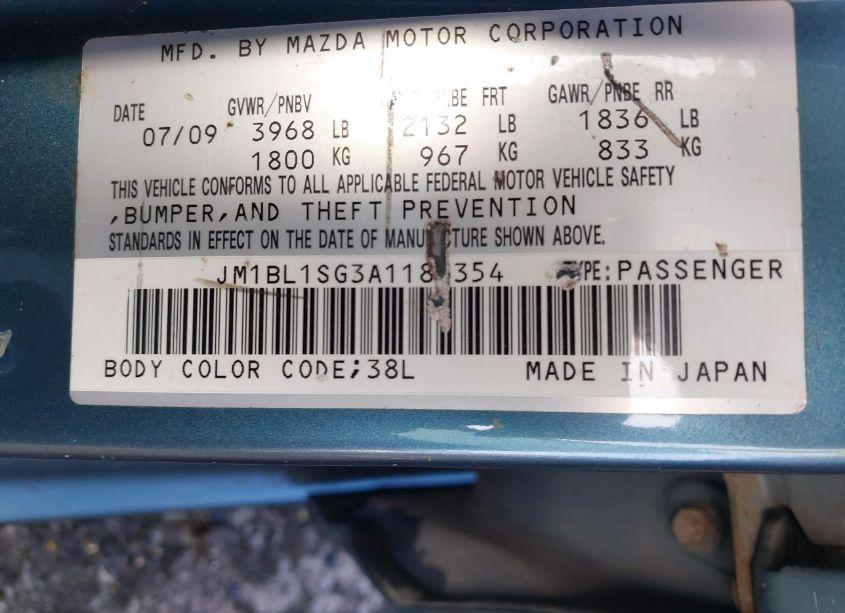 MFD. BY MAZDA MOTOR CORPORATION
DATE GVWR/PNBV FRT GAWR/PNBE RR
07/09 3968 LB 2132 LB 1836 LB
1800 KG 967 KG 833 KG
THIS VEHICLE CONFORMS TO ALL APPLICABLE FEDERAL MOTOR VEHICLE SAFETY
,BUMPER,AND THEFT PREVENTION
STANDARDS IN EFFECT ON THE DATE OF MANUFACTURE SHOWN ABOVE.
TYPE:PASSENGER
BODY COLOR CODE;38L MADE IN JAPAN